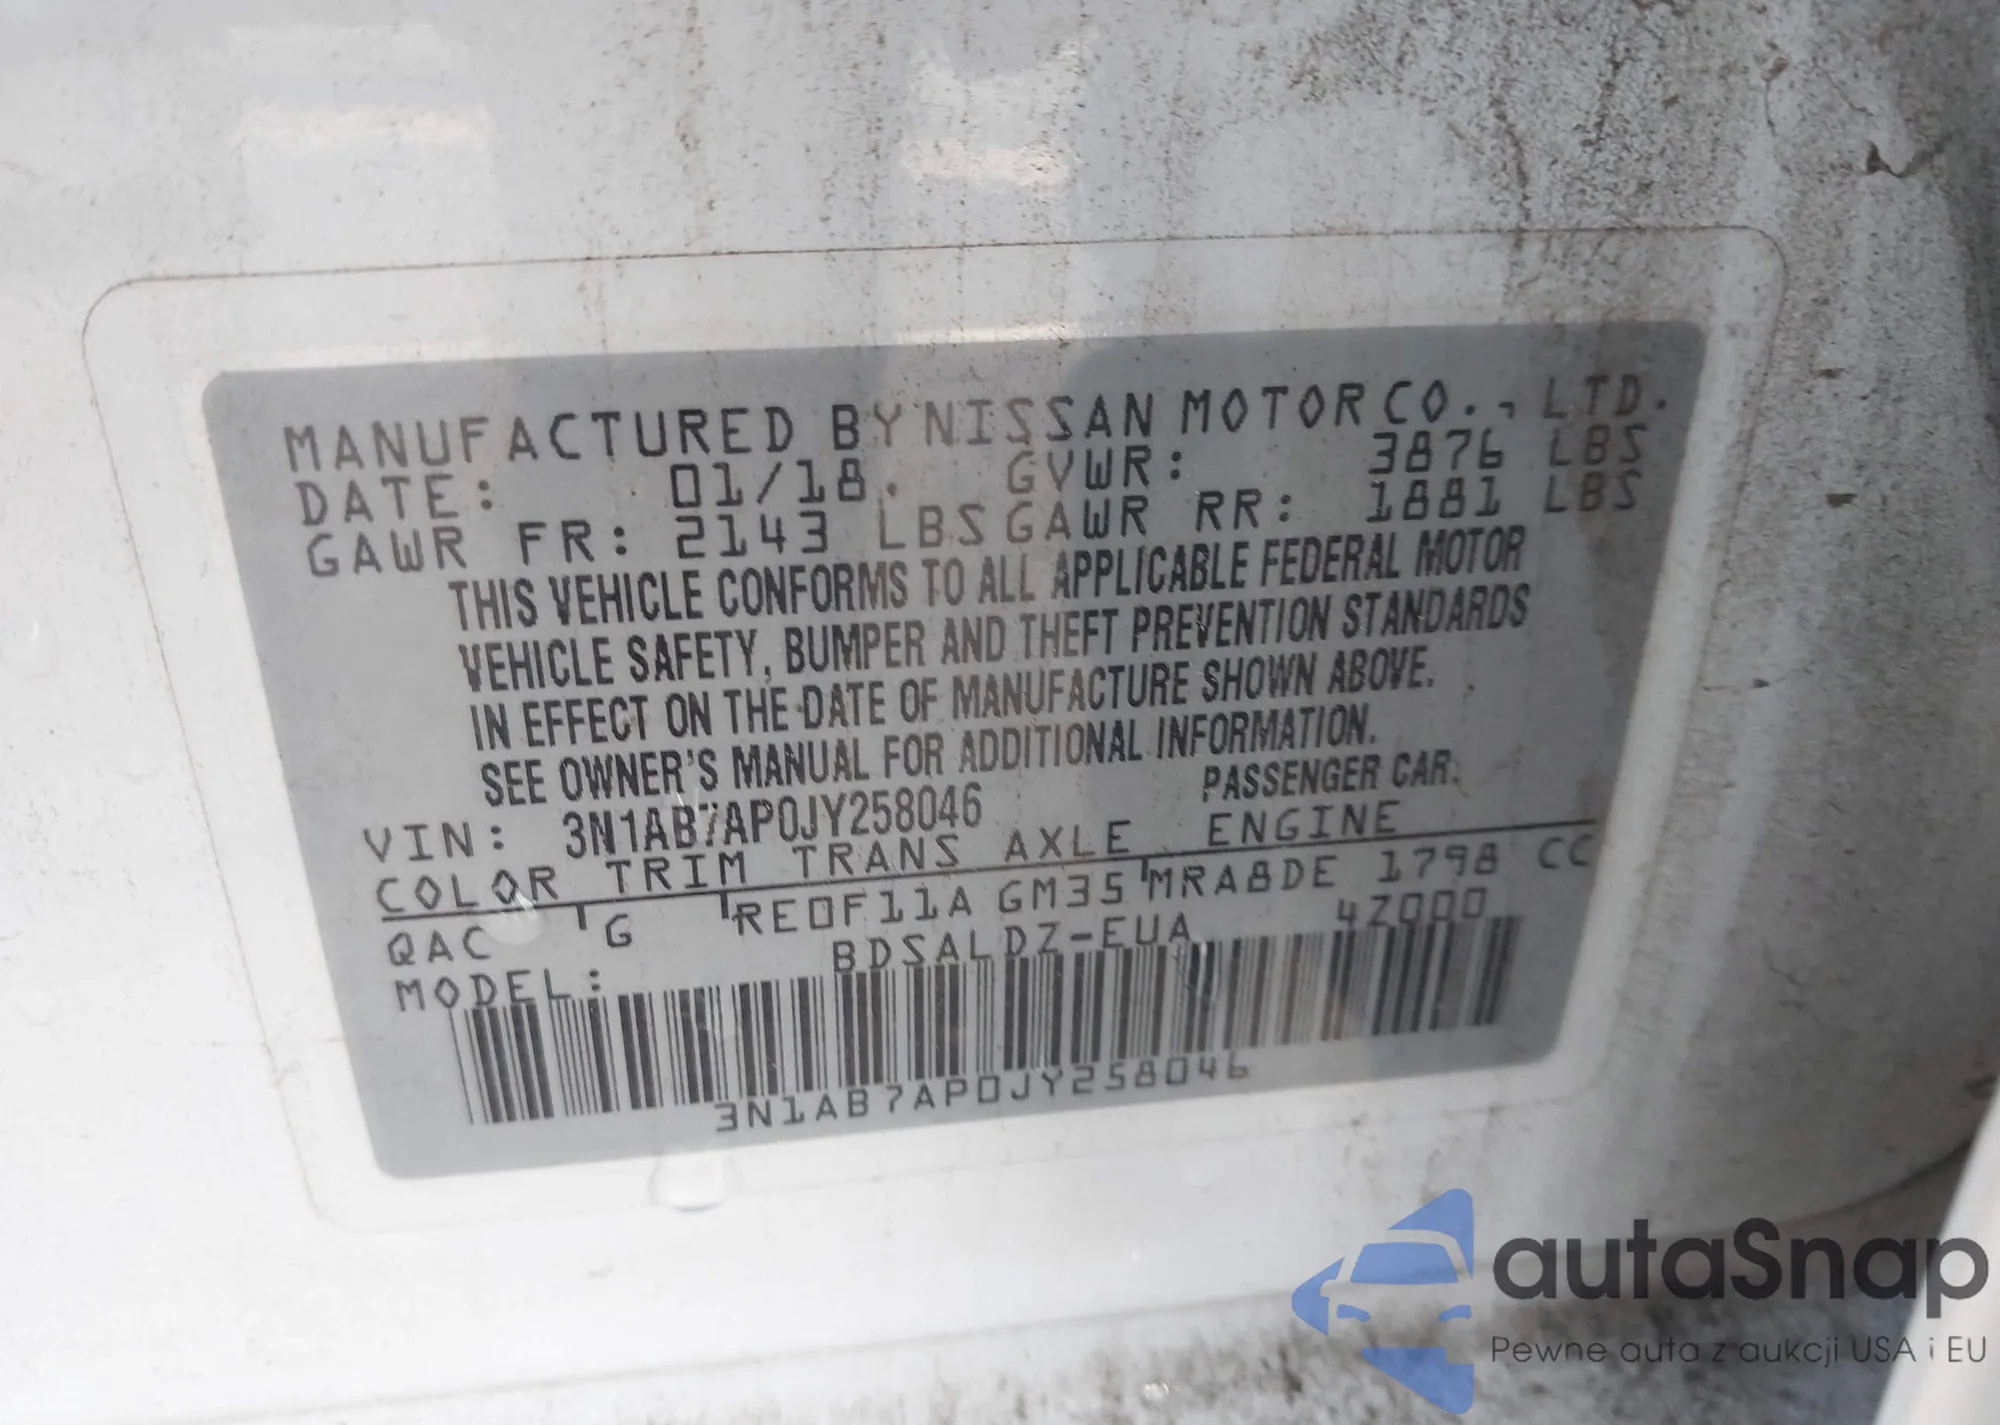 MANUFACTURED BY NISSAN MOTOR CO., LTD.
DATE: 01/18. GVWR: 3876 LBS
GAWR FR: 2143 LBS GAWR RR: 1881 LBS
THIS VEHICLE CONFORMS TO ALL APPLICABLE FEDERAL MOTOR
VEHICLE SAFETY, BUMPER AND THEFT PREVENTION STANDARDS
IN EFFECT ON THE DATE OF MANUFACTURE SHOWN ABOVE.
SEE OWNER'S MANUAL FOR ADDITIONAL INFORMATION.
VIN: 3N1AB7AP0JY258046 PASSENGER CAR.
COLOR TRIM TRANS AXLE ENGINE
QAC G RE0F11A GM35 MRA8DE 1798 CC
MODEL: BDSALDZ-EUA 4Z000
3N1AB7AP0JY258046
autaSnap
Pewne auta z aukcji USA i EU